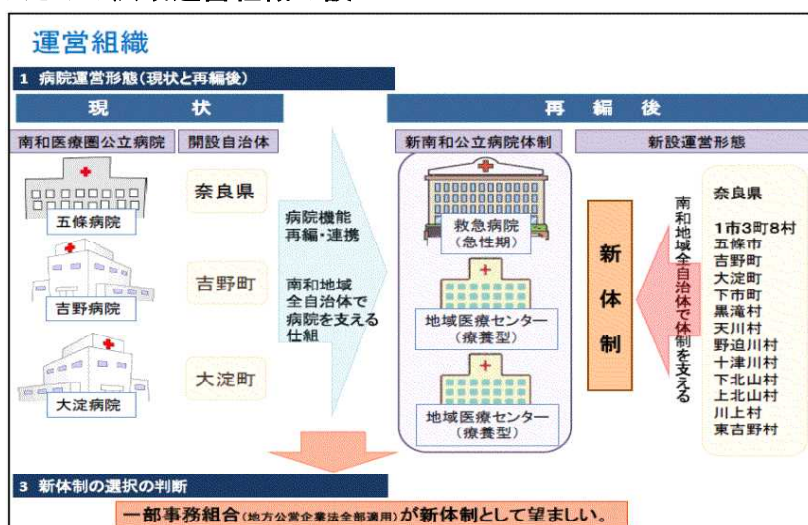 運営組織
1 病院運営形態(現状と再編後)
現 状
再 編 後
南和医療圏公立病院
開設自治体
新南和公立病院体制
新設運営形態
五條病院
奈良県
吉野病院
吉野町
大淀病院
大淀町
病院機能
再編・連携
南和地域
全自治体で
病院を支える
仕組
救急病院
(急性期)
地域医療センター
(療養型)
地域医療センター
(療養型)
新体制
南和地域全自治体で体制を支える
奈良県
1市3町8村
五條市
吉野町
大淀町
下市町
黒滝村
天川村
野迫川村
十津川村
下北山村
上北山村
川上村
東吉野村
3 新体制の選択の判断
一部事務組合(地方公営企業法全部適用)が新体制として望ましい。